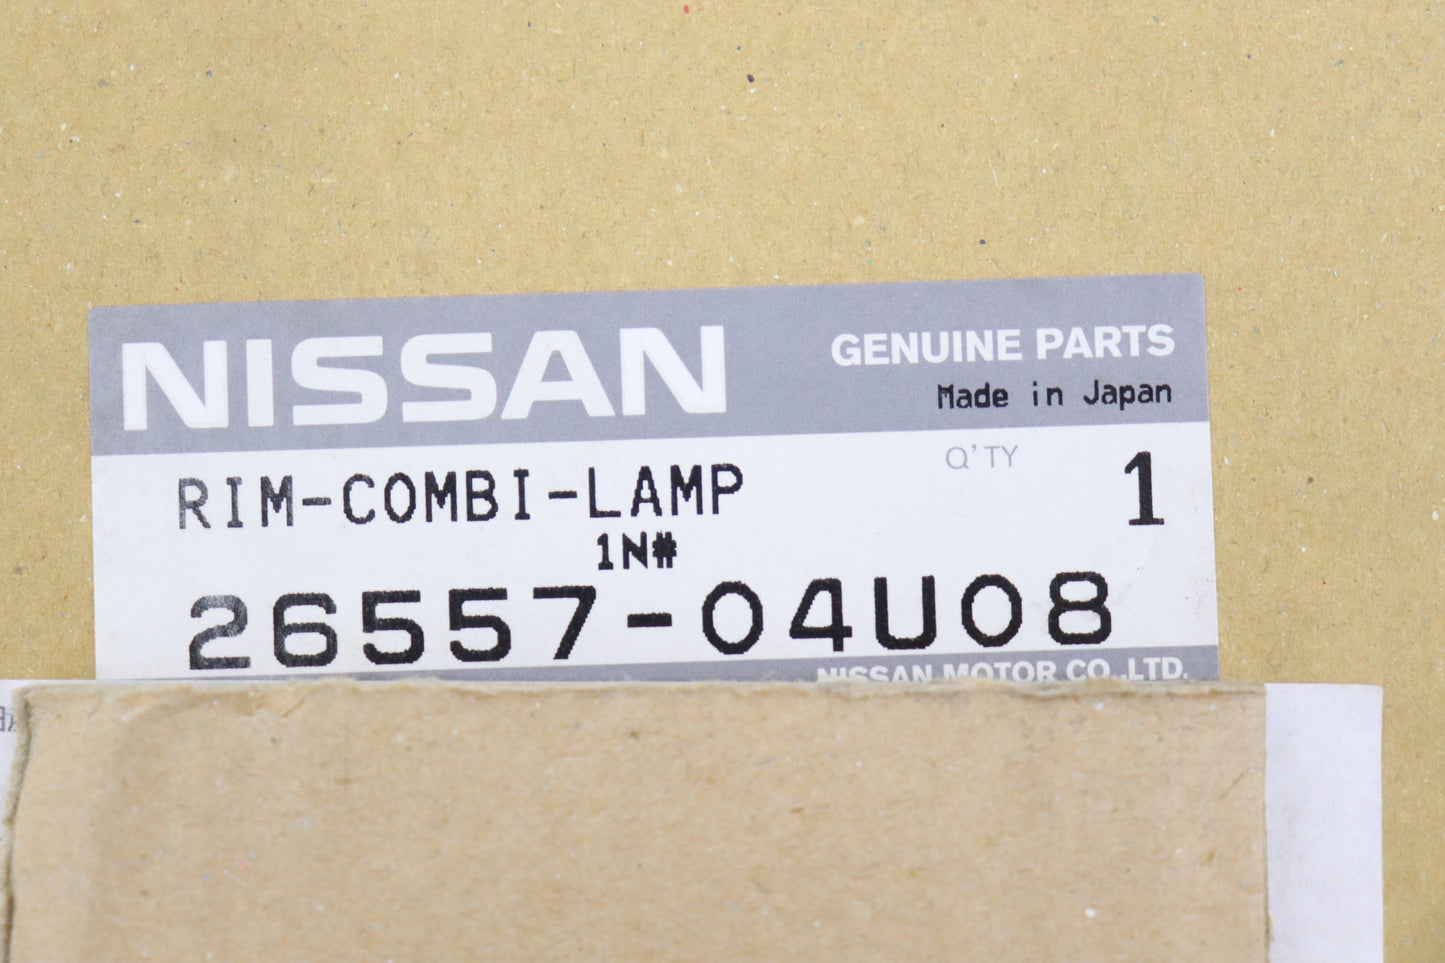 NISSAN
GENUINE PARTS
Made in Japan
RIM-COMBI-LAMP
Q'TY 1
1N#
26557-04U08
NISSAN MOTOR CO.,LTD.